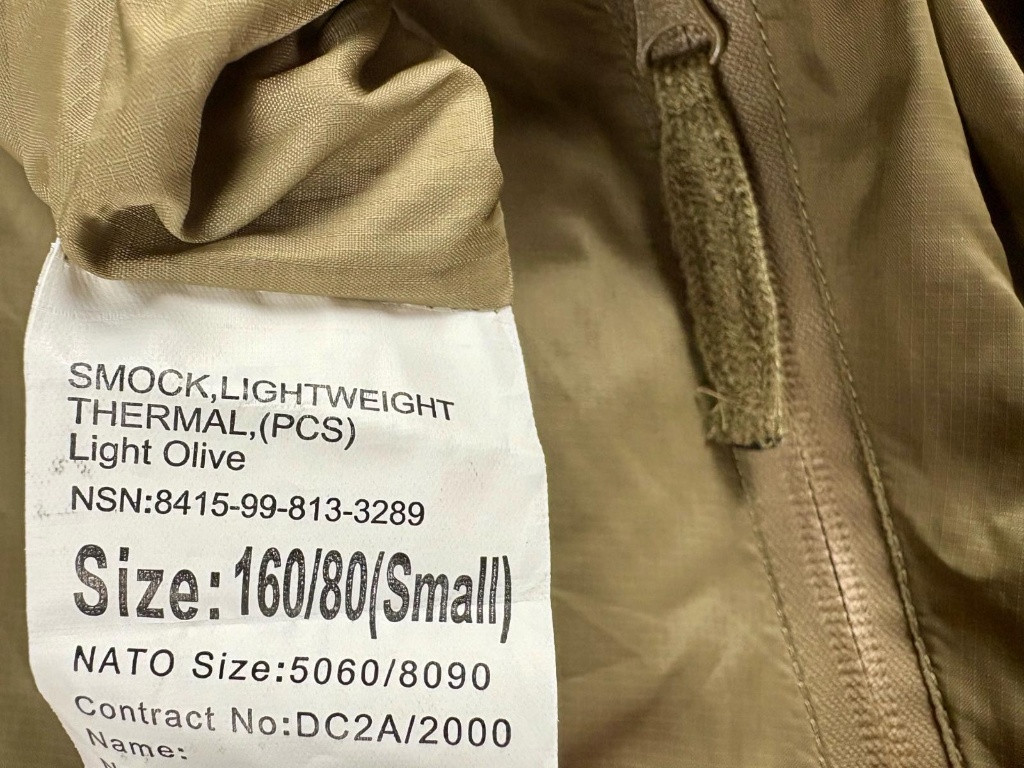 SMOCK,LIGHTWEIGHT
THERMAL,(PCS)
Light Olive
NSN:8415-99-813-3289
Size:160/80(Small)
NATO Size:5060/8090
Contract No:DC2A/2000
Name: